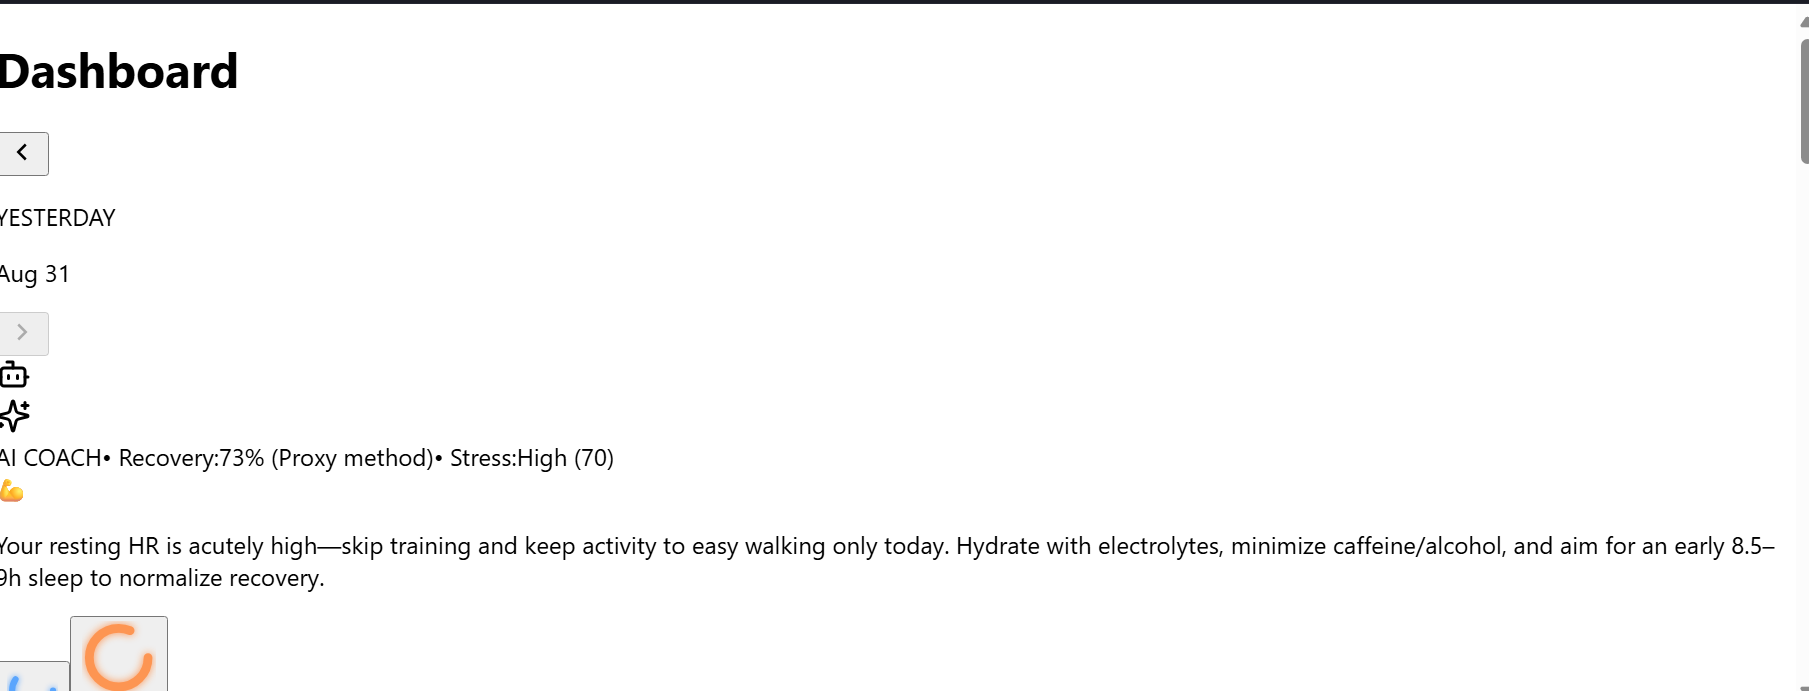 Dashboard
YESTERDAY
Aug 31
AI COACH• Recovery:73% (Proxy method)• Stress:High (70)
Your resting HR is acutely high—skip training and keep activity to easy walking only today. Hydrate with electrolytes, minimize caffeine/alcohol, and aim for an early 8.5–
9h sleep to normalize recovery.